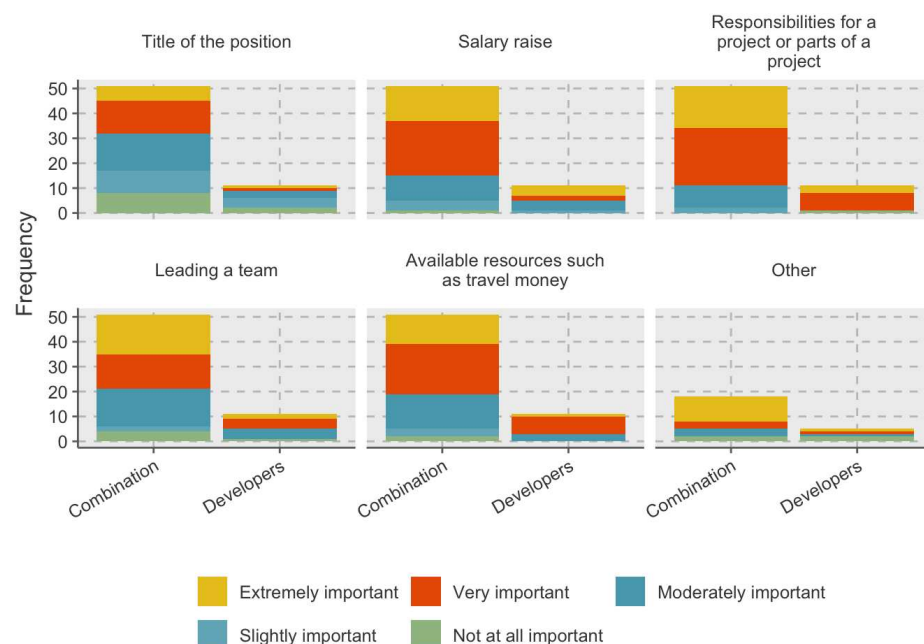 Title of the position
Salary raise
Responsibilities for a
project or parts of a
project
Frequency
50
40
30
20
10
0
Leading a team
Available resources such
as travel money
Other
50
40
30
20
10
0
Combination
Developers
Combination
Developers
Combination
Developers
Extremely important
Very important
Moderately important
Slightly important
Not at all important